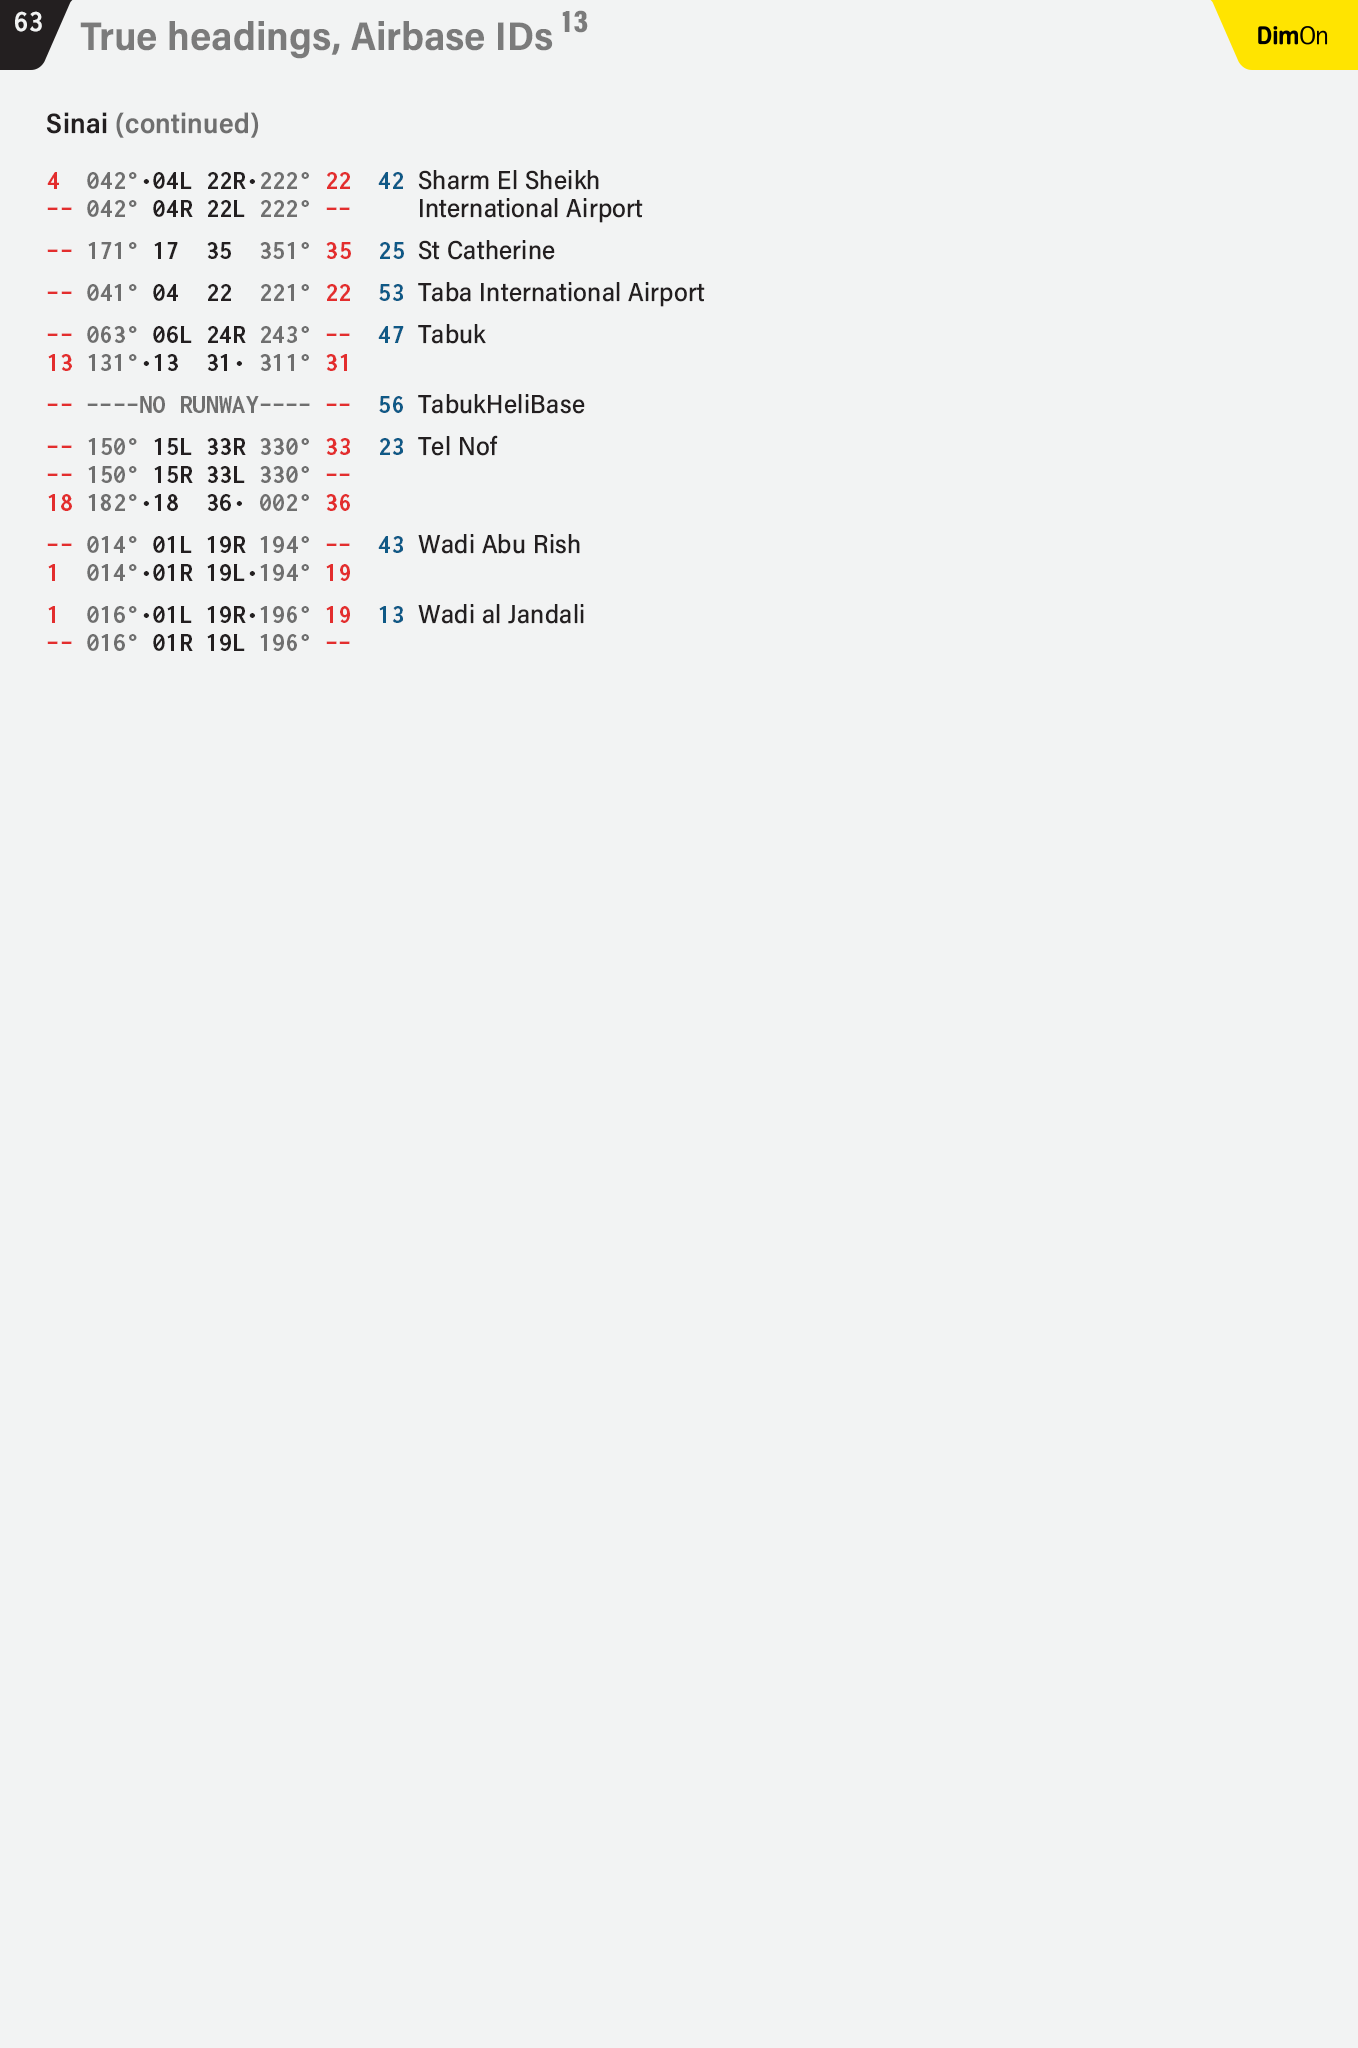 63
True headings, Airbase IDs 13
DimOn
Sinai (continued)
4 042°·04L 22R·222° 22 42 Sharm El Sheikh
-- 042° 04R 22L 222° -- International Airport
-- 171° 17 35 351° 35 25 St Catherine
-- 041° 04 22 221° 22 53 Taba International Airport
-- 063° 06L 24R 243° -- 47 Tabuk
13 131°·13 31· 311° 31
-- ----NO RUNWAY---- -- 56 TabukHeliBase
-- 150° 15L 33R 330° 33 23 Tel Nof
-- 150° 15R 33L 330° --
18 182°·18 36· 002° 36
-- 014° 01L 19R 194° -- 43 Wadi Abu Rish
1 014°·01R 19L·194° 19
1 016°·01L 19R·196° 19 13 Wadi al Jandali
-- 016° 01R 19L 196° --